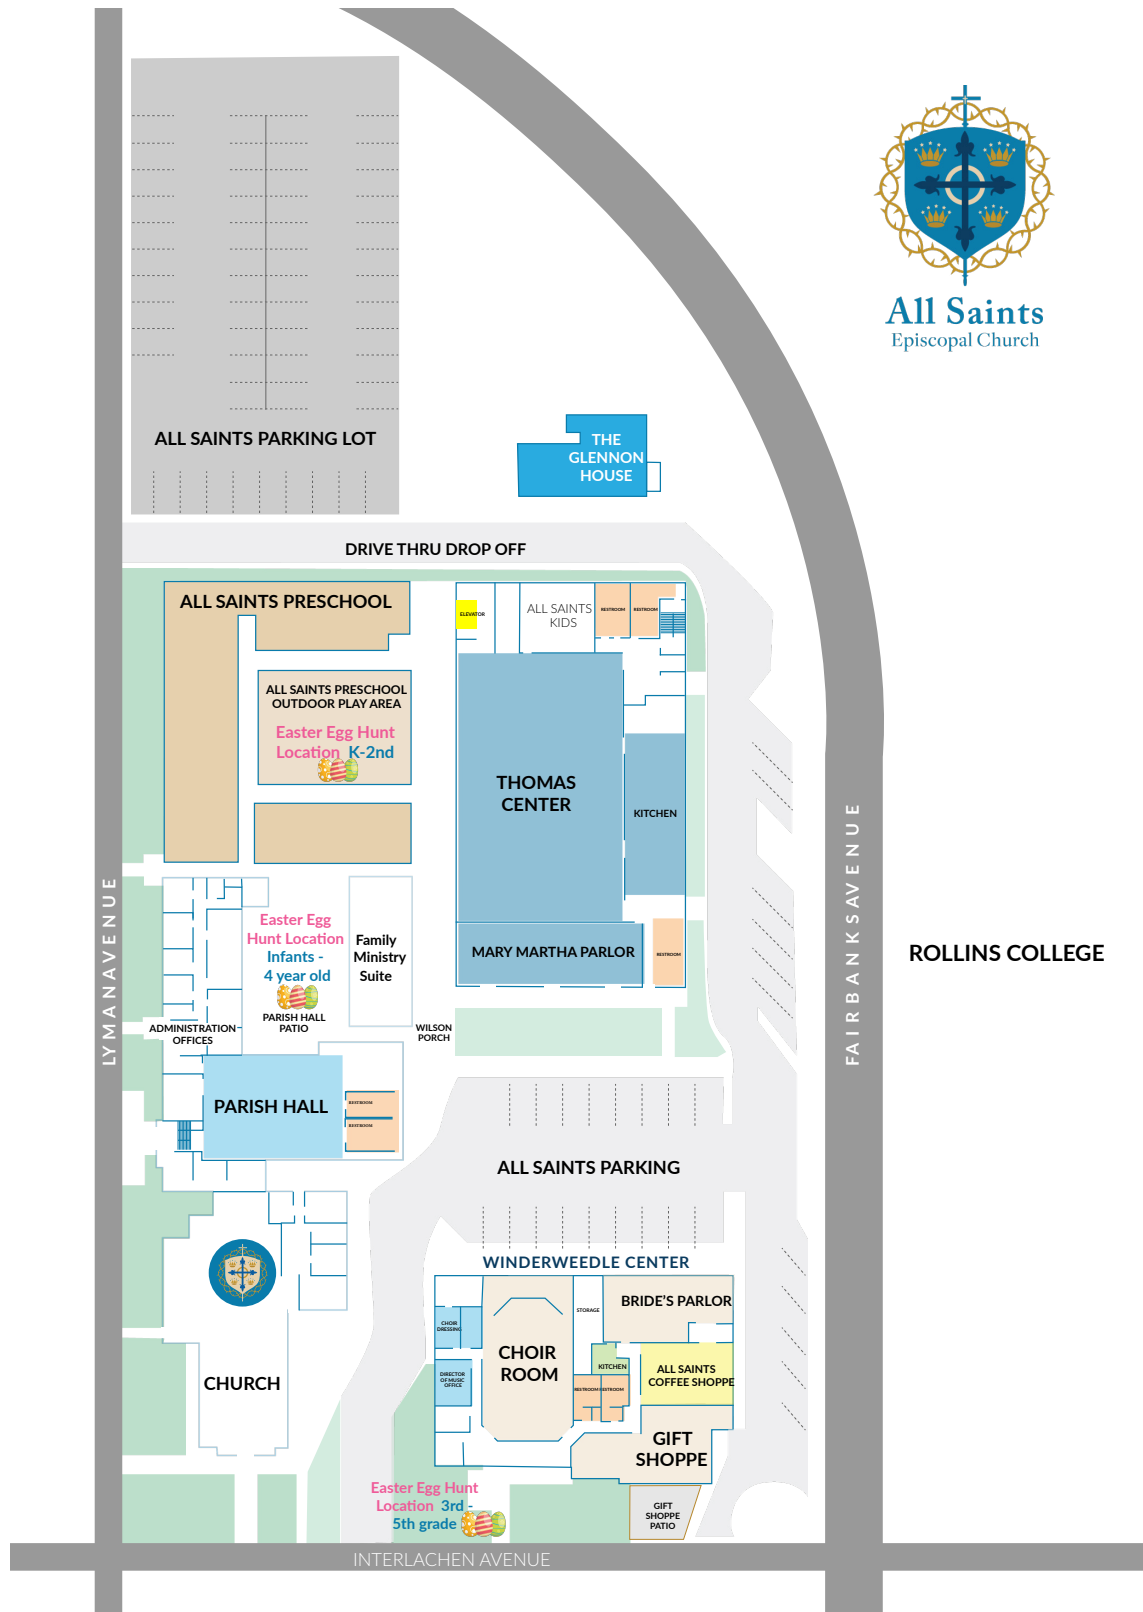 All Saints
Episcopal Church
ALL SAINTS PARKING LOT
THE
GLENNON
HOUSE
DRIVE THRU DROP OFF
ALL SAINTS PRESCHOOL
ELEVATOR
ALL SAINTS
KIDS
RESTROOM
RESTROOM
ALL SAINTS PRESCHOOL
OUTDOOR PLAY AREA
Easter Egg Hunt
Location K-2nd
THOMAS
CENTER
KITCHEN
LYMAN AVENUE
FAIRBANKS AVENUE
Easter Egg
Hunt Location
Infants -
4 year old
PARISH HALL
PATIO
Family
Ministry
Suite
MARY MARTHA PARLOR
RESTROOM
ROLLINS COLLEGE
ADMINISTRATION
OFFICES
WILSON
PORCH
PARISH HALL
RESTROOM
RESTROOM
ALL SAINTS PARKING
WINDERWEEDLE CENTER
BRIDE'S PARLOR
STORAGE
CHOIR
DRESSING
CHOIR
ROOM
KITCHEN
DIRECTOR
OF MUSIC
OFFICE
RESTROOM
RESTROOM
ALL SAINTS
COFFEE SHOPPE
CHURCH
GIFT
SHOPPE
Easter Egg Hunt
Location 3rd -
5th grade
GIFT
SHOPPE
PATIO
INTERLACHEN AVENUE